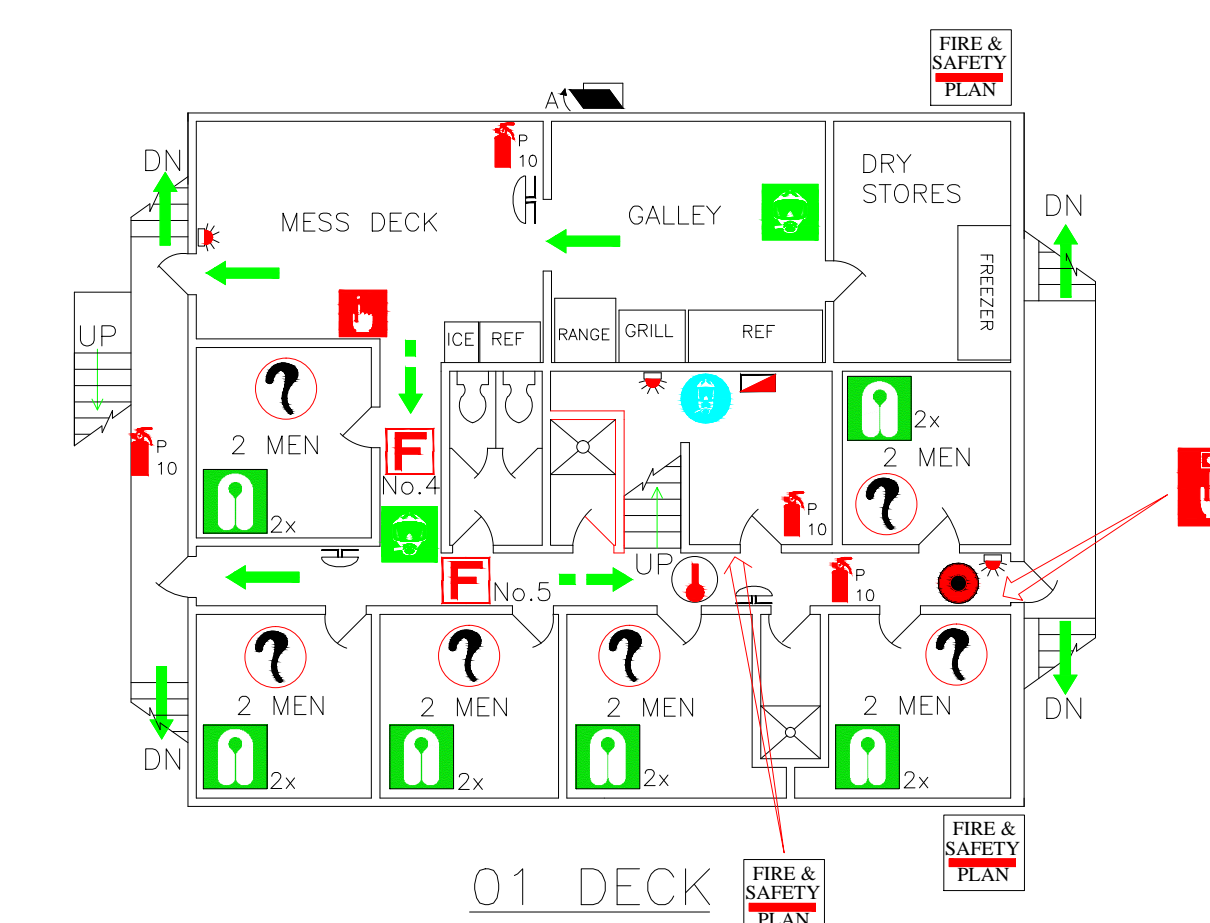 FIRE &
SAFETY
PLAN
A
P
10
DN
DRY
STORES
MESS DECK
GALLEY
DN
FREEZER
UP
ICE
REF
RANGE
GRILL
REF
2 MEN
2x
P
10
F
No.4
2x
2 MEN
P
10
UP
F
No.5
P
10
2 MEN
2x
2 MEN
2x
2 MEN
2x
2 MEN
2x
DN
DN
FIRE &
SAFETY
PLAN
01 DECK
FIRE &
SAFETY
PLAN